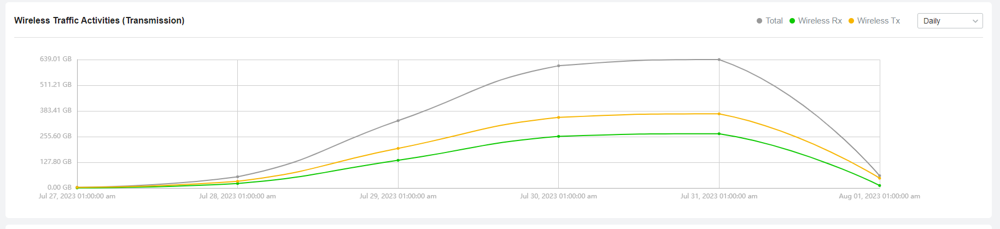 Wireless Traffic Activities (Transmission)
Total Wireless Rx Wireless Tx Daily
639.01 GB
511.21 GB
383.41 GB
255.60 GB
127.80 GB
0.00 GB
Jul 27, 2023 01:00:00 am Jul 28, 2023 01:00:00 am Jul 29, 2023 01:00:00 am Jul 30, 2023 01:00:00 am Jul 31, 2023 01:00:00 am Aug 01, 2023 01:00:00 am